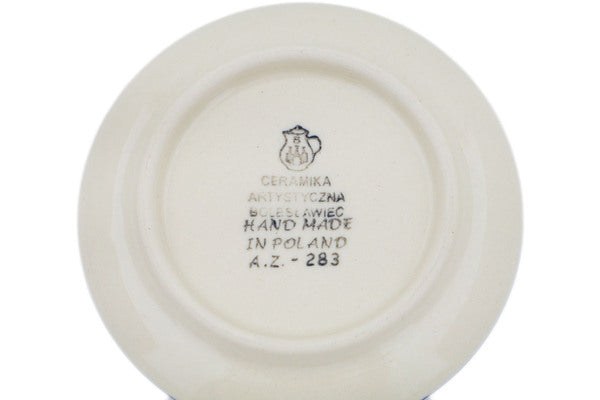 B
CERAMIKA
ARTYSTYCZNA
BOLESŁAWIEC
HAND MADE
IN POLAND
A.Z. - 283